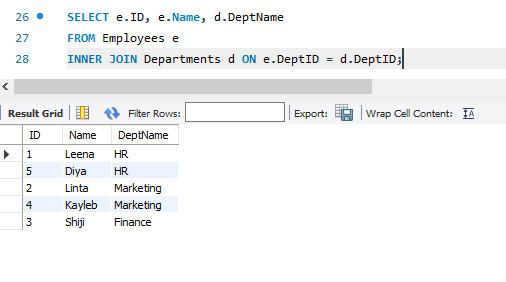 26 SELECT e.ID, e.Name, d.DeptName
27 FROM Employees e
28 INNER JOIN Departments d ON e.DeptID = d.DeptID;
Result Grid Filter Rows: Export: Wrap Cell Content: IA
ID Name DeptName
1 Leena HR
5 Diya HR
2 Linta Marketing
4 Kayleb Marketing
3 Shiji Finance